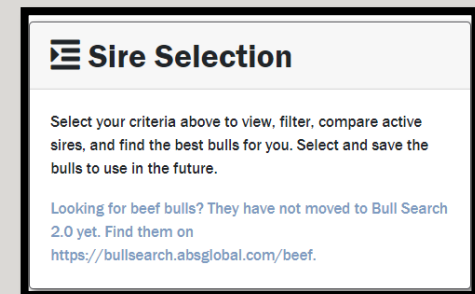 Sire Selection
Select your criteria above to view, filter, compare active
sires, and find the best bulls for you. Select and save the
bulls to use in the future.
Looking for beef bulls? They have not moved to Bull Search
2.0 yet. Find them on
https://bullsearch.absglobal.com/beef.